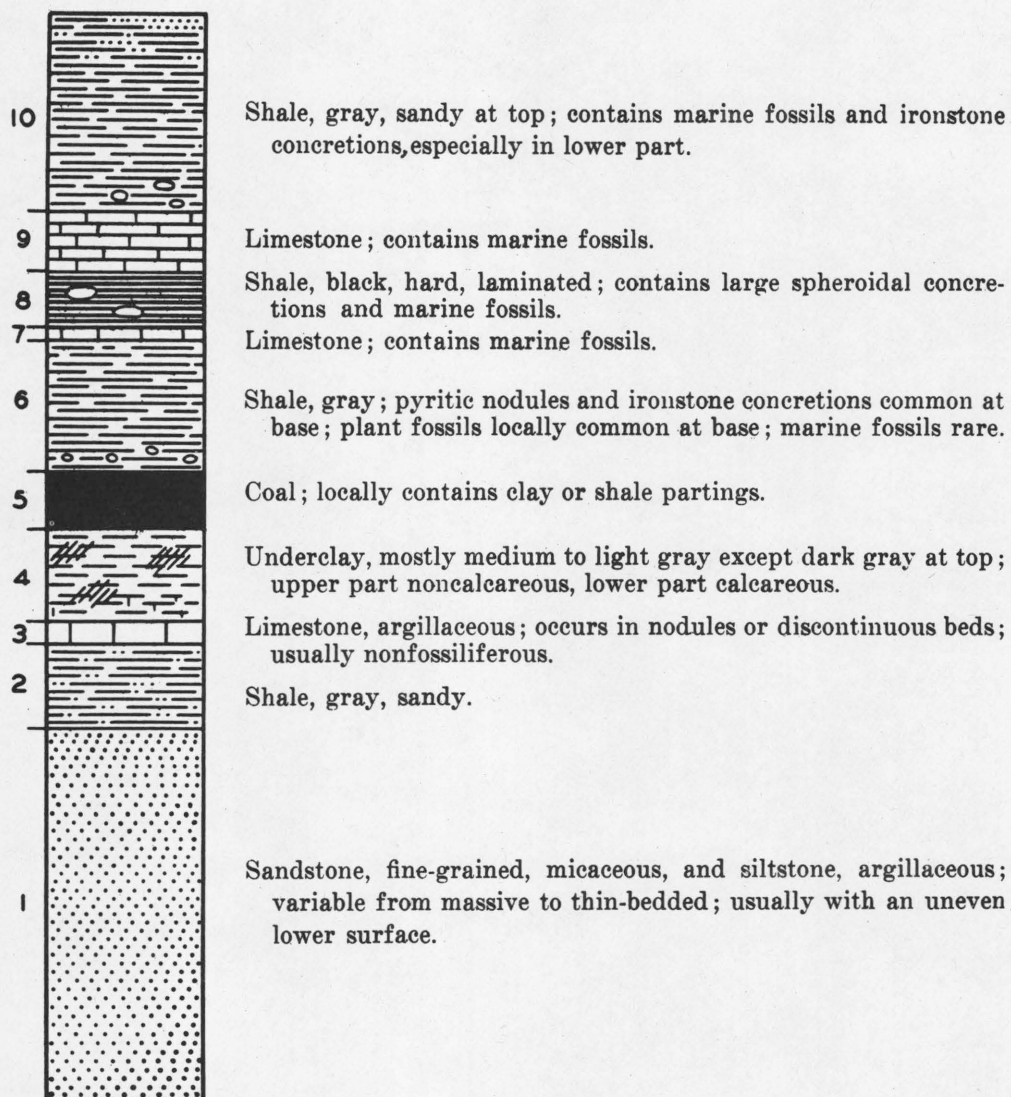 10
Shale, gray, sandy at top; contains marine fossils and ironstone
concretions, especially in lower part.
9
Limestone; contains marine fossils.
8
Shale, black, hard, laminated; contains large spheroidal concre-
tions and marine fossils.
7
Limestone; contains marine fossils.
6
Shale, gray; pyritic nodules and ironstone concretions common at
base; plant fossils locally common at base; marine fossils rare.
5
Coal; locally contains clay or shale partings.
4
Underclay, mostly medium to light gray except dark gray at top;
upper part noncalcareous, lower part calcareous.
3
Limestone, argillaceous; occurs in nodules or discontinuous beds;
usually nonfossiliferous.
2
Shale, gray, sandy.
1
Sandstone, fine-grained, micaceous, and siltstone, argillaceous;
variable from massive to thin-bedded; usually with an uneven
lower surface.